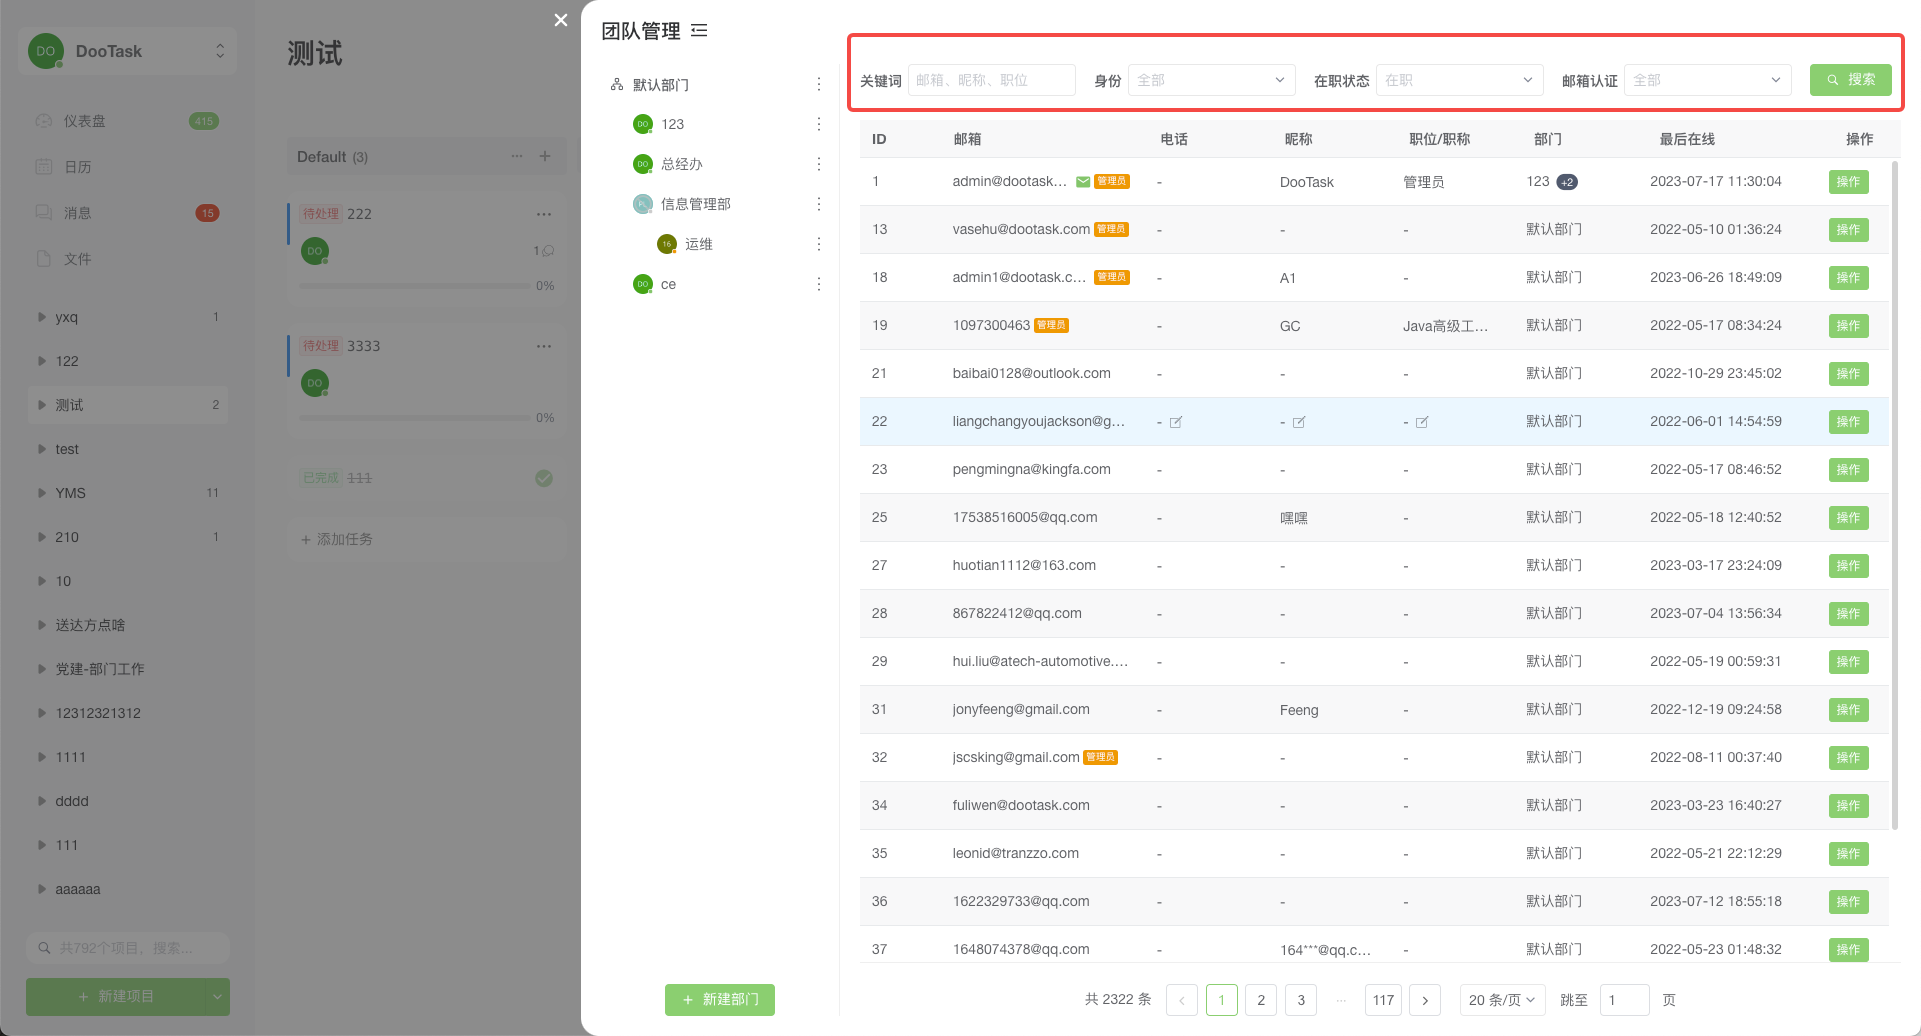 DO DooTask
仪表盘 415
日历
消息 15
文件
yxq 1
122
测试 2
test
YMS 11
210 1
10
送达方点啥
党建-部门工作
12312321312
1111
dddd
111
aaaaaa
共792个项目，搜索...
+ 新建项目
测试
Default (3) ··· +
待处理 222 ···
DO 1
0%
待处理 3333 ···
DO
0%
已完成 111
+ 添加任务
团队管理
默认部门
DO 123
DO 总经办
信息管理部
16 运维
DO ce
+ 新建部门
关键词 邮箱、昵称、职位 身份 全部 在职状态 在职 邮箱认证 全部 搜索
ID 邮箱 电话 昵称 职位/职称 部门 最后在线 操作
1 admin@dootask... 管理员 - DooTask 管理员 123 +2 2023-07-17 11:30:04 操作
13 vasehu@dootask.com 管理员 - - - 默认部门 2022-05-10 01:36:24 操作
18 admin1@dootask.c... 管理员 - A1 - 默认部门 2023-06-26 18:49:09 操作
19 1097300463 管理员 - GC Java高级工... 默认部门 2022-05-17 08:34:24 操作
21 baibai0128@outlook.com - - - 默认部门 2022-10-29 23:45:02 操作
22 liangchangyoujackson@g... - - - 默认部门 2022-06-01 14:54:59 操作
23 pengmingna@kingfa.com - - - 默认部门 2022-05-17 08:46:52 操作
25 17538516005@qq.com - 嘿嘿 - 默认部门 2022-05-18 12:40:52 操作
27 huotian1112@163.com - - - 默认部门 2023-03-17 23:24:09 操作
28 867822412@qq.com - - - 默认部门 2023-07-04 13:56:34 操作
29 hui.liu@atech-automotive.... - - - 默认部门 2022-05-19 00:59:31 操作
31 jonyfeeng@gmail.com - Feeng - 默认部门 2022-12-19 09:24:58 操作
32 jscsking@gmail.com 管理员 - - - 默认部门 2022-08-11 00:37:40 操作
34 fuliwen@dootask.com - - - 默认部门 2023-03-23 16:40:27 操作
35 leonid@tranzzo.com - - - 默认部门 2022-05-21 22:12:29 操作
36 1622329733@qq.com - - - 默认部门 2023-07-12 18:55:18 操作
37 1648074378@qq.com - 164***@qq.c... - 默认部门 2022-05-23 01:48:32 操作
共 2322 条 1 2 3 ··· 117 20 条/页 跳至 1 页